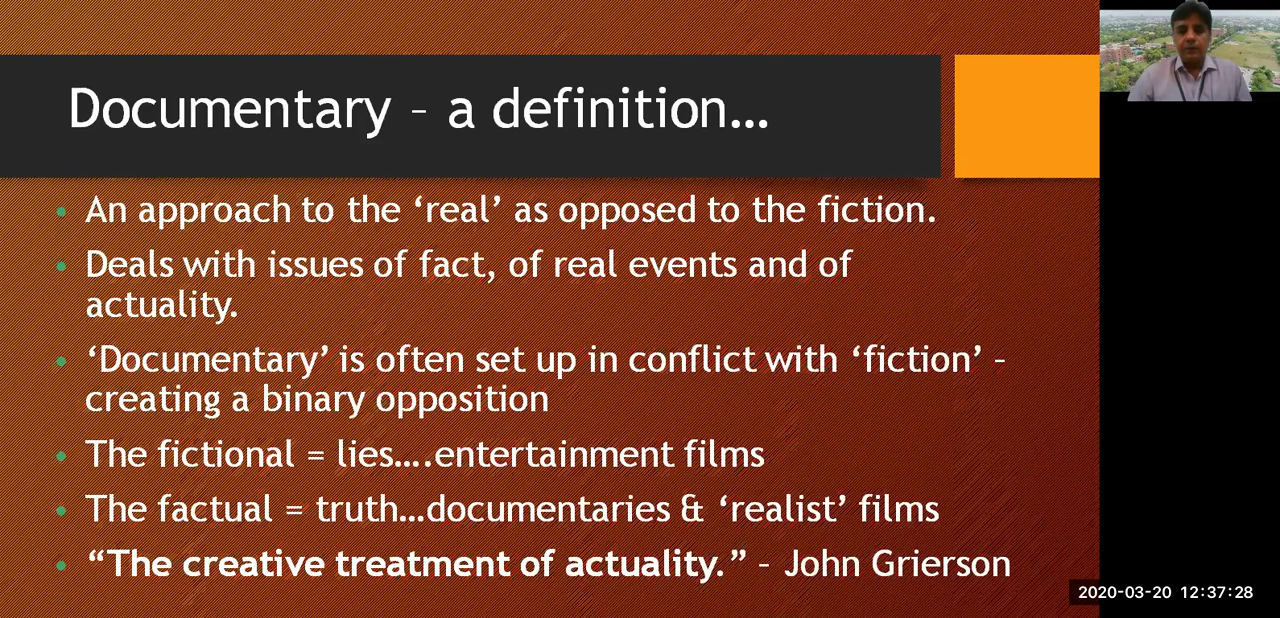 Documentary – a definition…
• An approach to the ‘real’ as opposed to the fiction.
• Deals with issues of fact, of real events and of
actuality.
• ‘Documentary’ is often set up in conflict with ‘fiction’ –
creating a binary opposition
• The fictional = lies….entertainment films
• The factual = truth…documentaries & ‘realist’ films
• “The creative treatment of actuality.” – John Grierson
2020-03-20 12:37:28